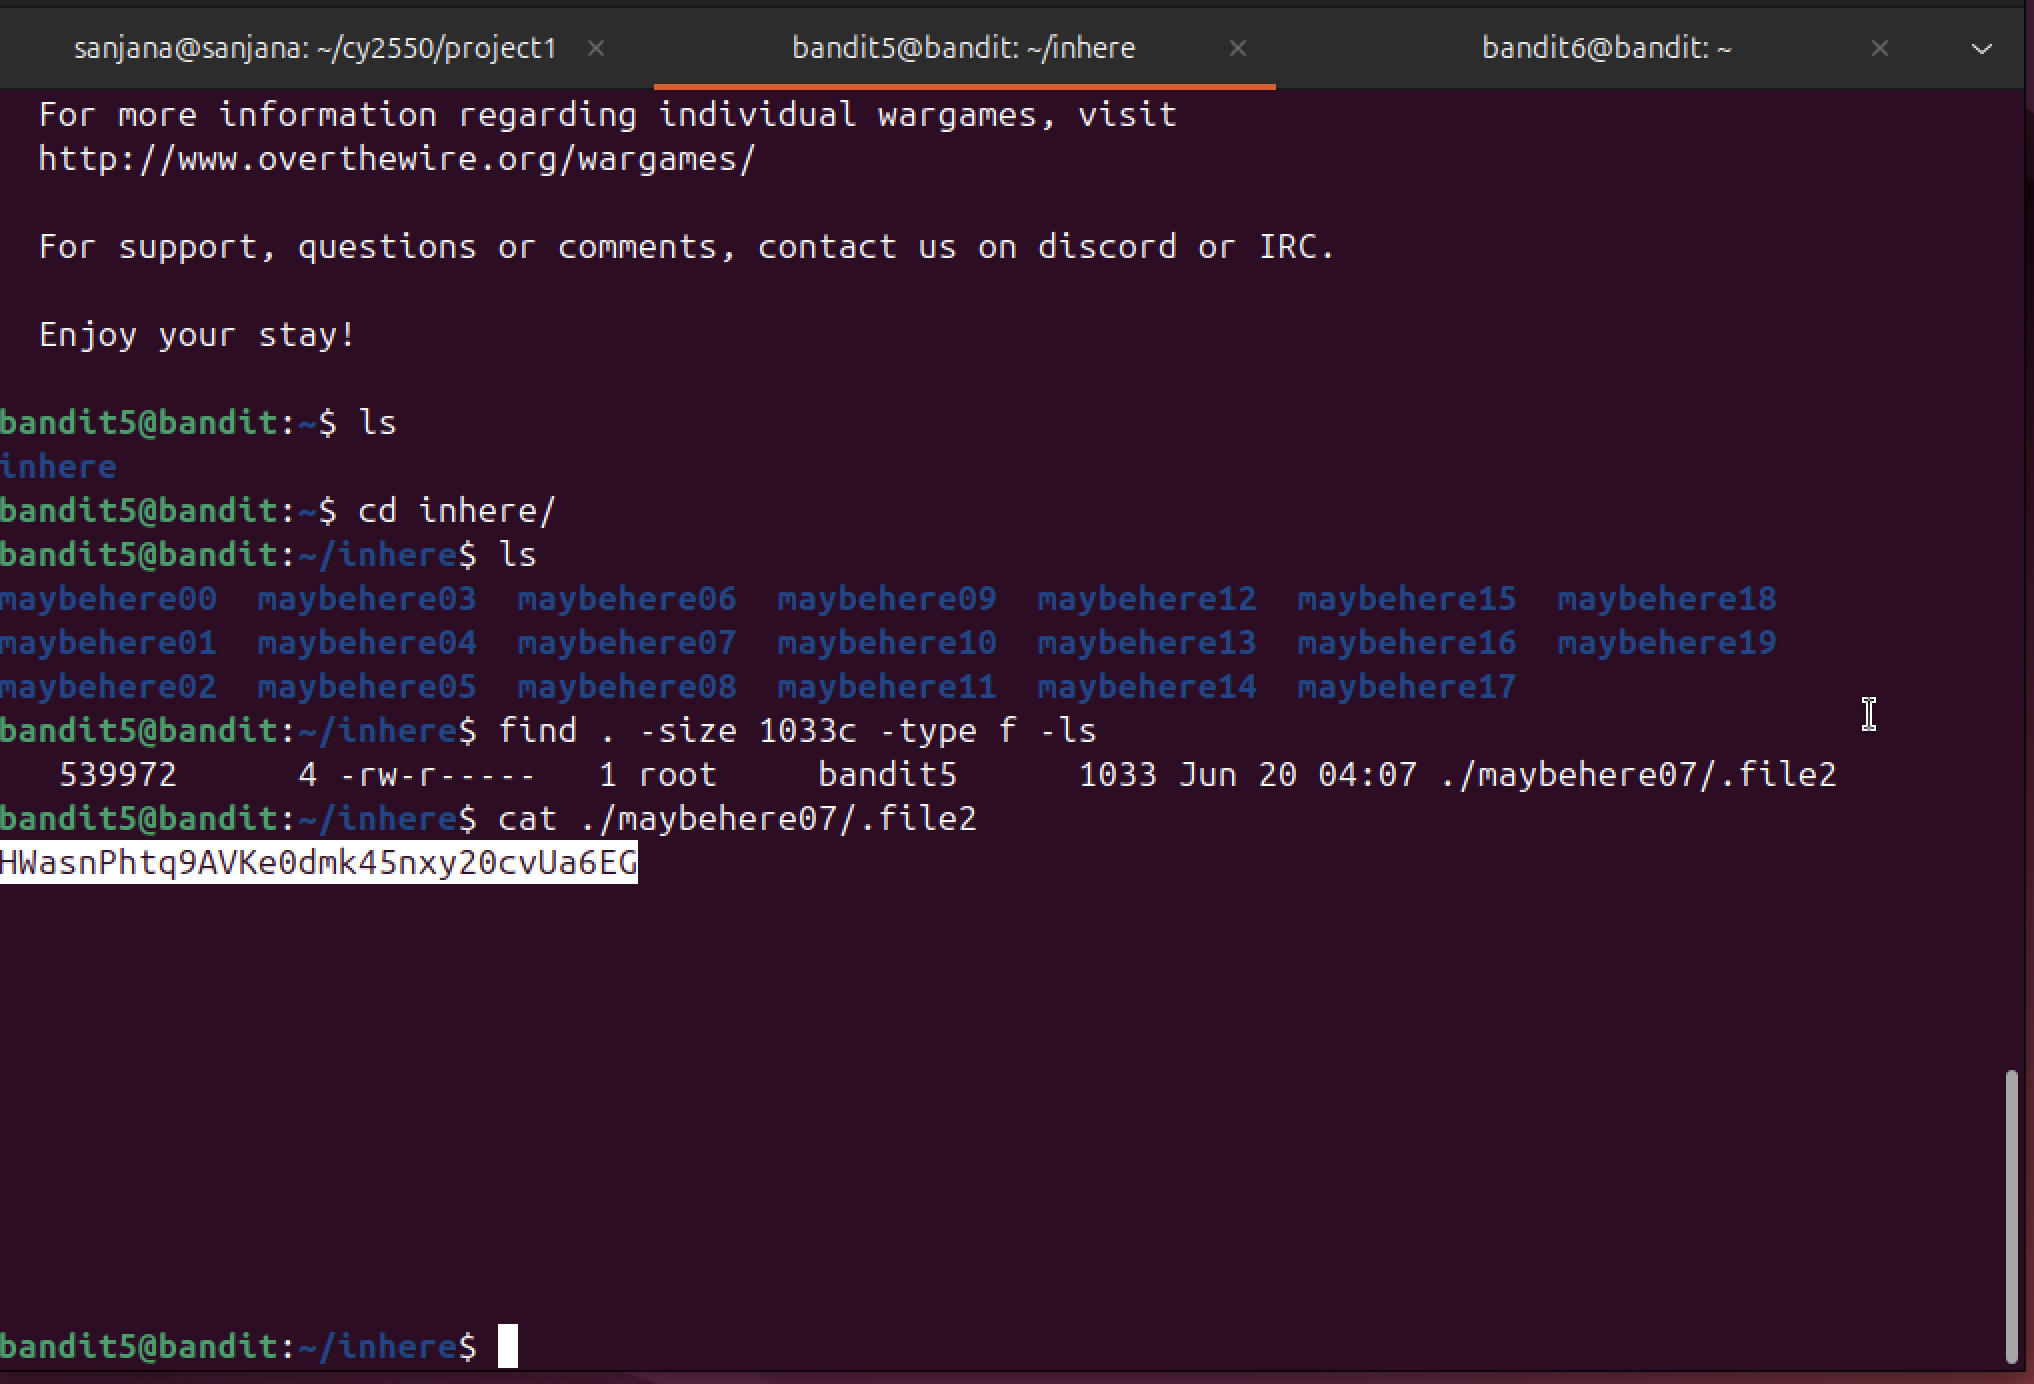 sanjana@sanjana: ~/cy2550/project1 × bandit5@bandit: ~/inhere × bandit6@bandit: ~ ×
For more information regarding individual wargames, visit
http://www.overthewire.org/wargames/
For support, questions or comments, contact us on discord or IRC.
Enjoy your stay!
bandit5@bandit:~$ ls
inhere
bandit5@bandit:~$ cd inhere/
bandit5@bandit:~/inhere$ ls
maybehere00 maybehere03 maybehere06 maybehere09 maybehere12 maybehere15 maybehere18
maybehere01 maybehere04 maybehere07 maybehere10 maybehere13 maybehere16 maybehere19
maybehere02 maybehere05 maybehere08 maybehere11 maybehere14 maybehere17
bandit5@bandit:~/inhere$ find . -size 1033c -type f -ls
539972 4 -rw-r----- 1 root bandit5 1033 Jun 20 04:07 ./maybehere07/.file2
bandit5@bandit:~/inhere$ cat ./maybehere07/.file2
HWasnPhtq9AVKe0dmk45nxy20cvUa6EG
bandit5@bandit:~/inhere$